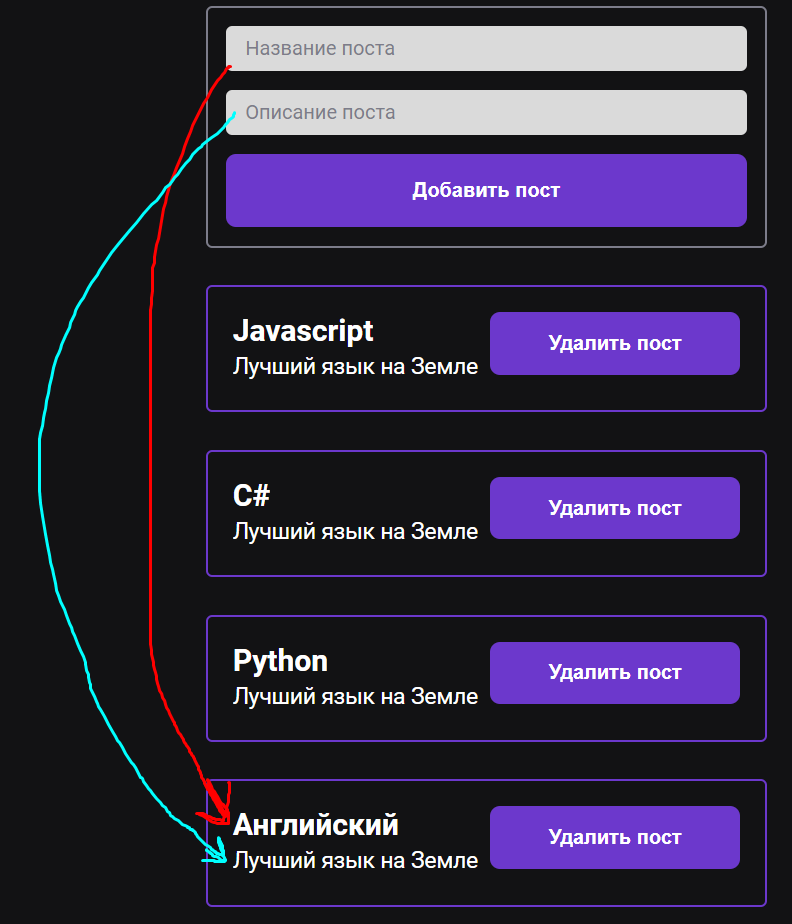 Название поста
Описание поста
Добавить пост
Javascript
Лучший язык на Земле
Удалить пост
C#
Лучший язык на Земле
Удалить пост
Python
Лучший язык на Земле
Удалить пост
Английский
Лучший язык на Земле
Удалить пост